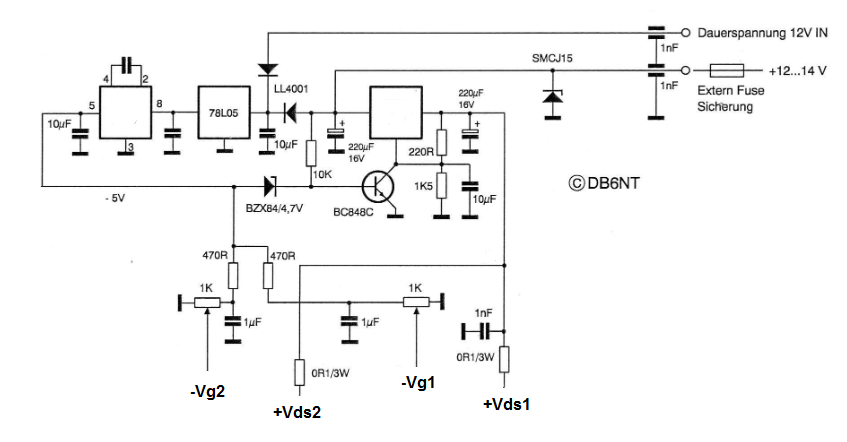 Dauerspannung 12V IN
1nF
SMCJ15
+12...14 V
1nF
Extern Fuse
Sicherung
4
2
LL4001
220µF
16V
5
8
78L05
+
+
10µF
3
10µF
220µF
16V
220R
10K
1K5
10µF
© DB6NT
- 5V
BZX84/4,7V
BC848C
470R
470R
1K
1K
1µF
1µF
1nF
0R1/3W
0R1/3W
-Vg2
-Vg1
+Vds2
+Vds1